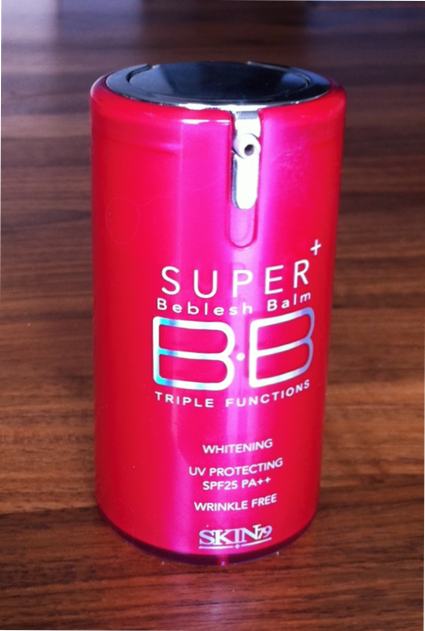 SUPER+
Beblesh Balm
B·B
TRIPLE FUNCTIONS
WHITENING
UV PROTECTING
SPF25 PA++
WRINKLE FREE
SKIN79